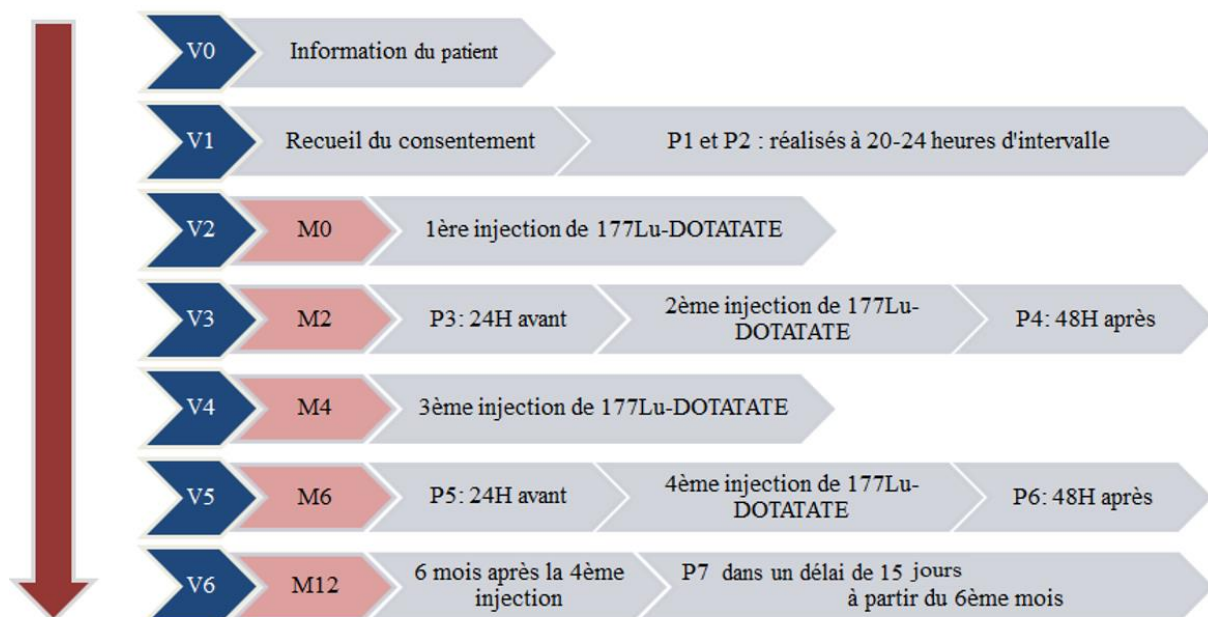 V0 Information du patient
V1 Recueil du consentement P1 et P2 : réalisés à 20-24 heures d'intervalle
V2 M0 1ère injection de 177Lu-DOTATATE
V3 M2 P3: 24H avant 2ème injection de 177Lu-
DOTATATE P4: 48H après
V4 M4 3ème injection de 177Lu-DOTATATE
V5 M6 P5: 24H avant 4ème injection de 177Lu-
DOTATATE P6: 48H après
V6 M12 6 mois après la 4ème
injection P7 dans un délai de 15 jours
à partir du 6ème mois